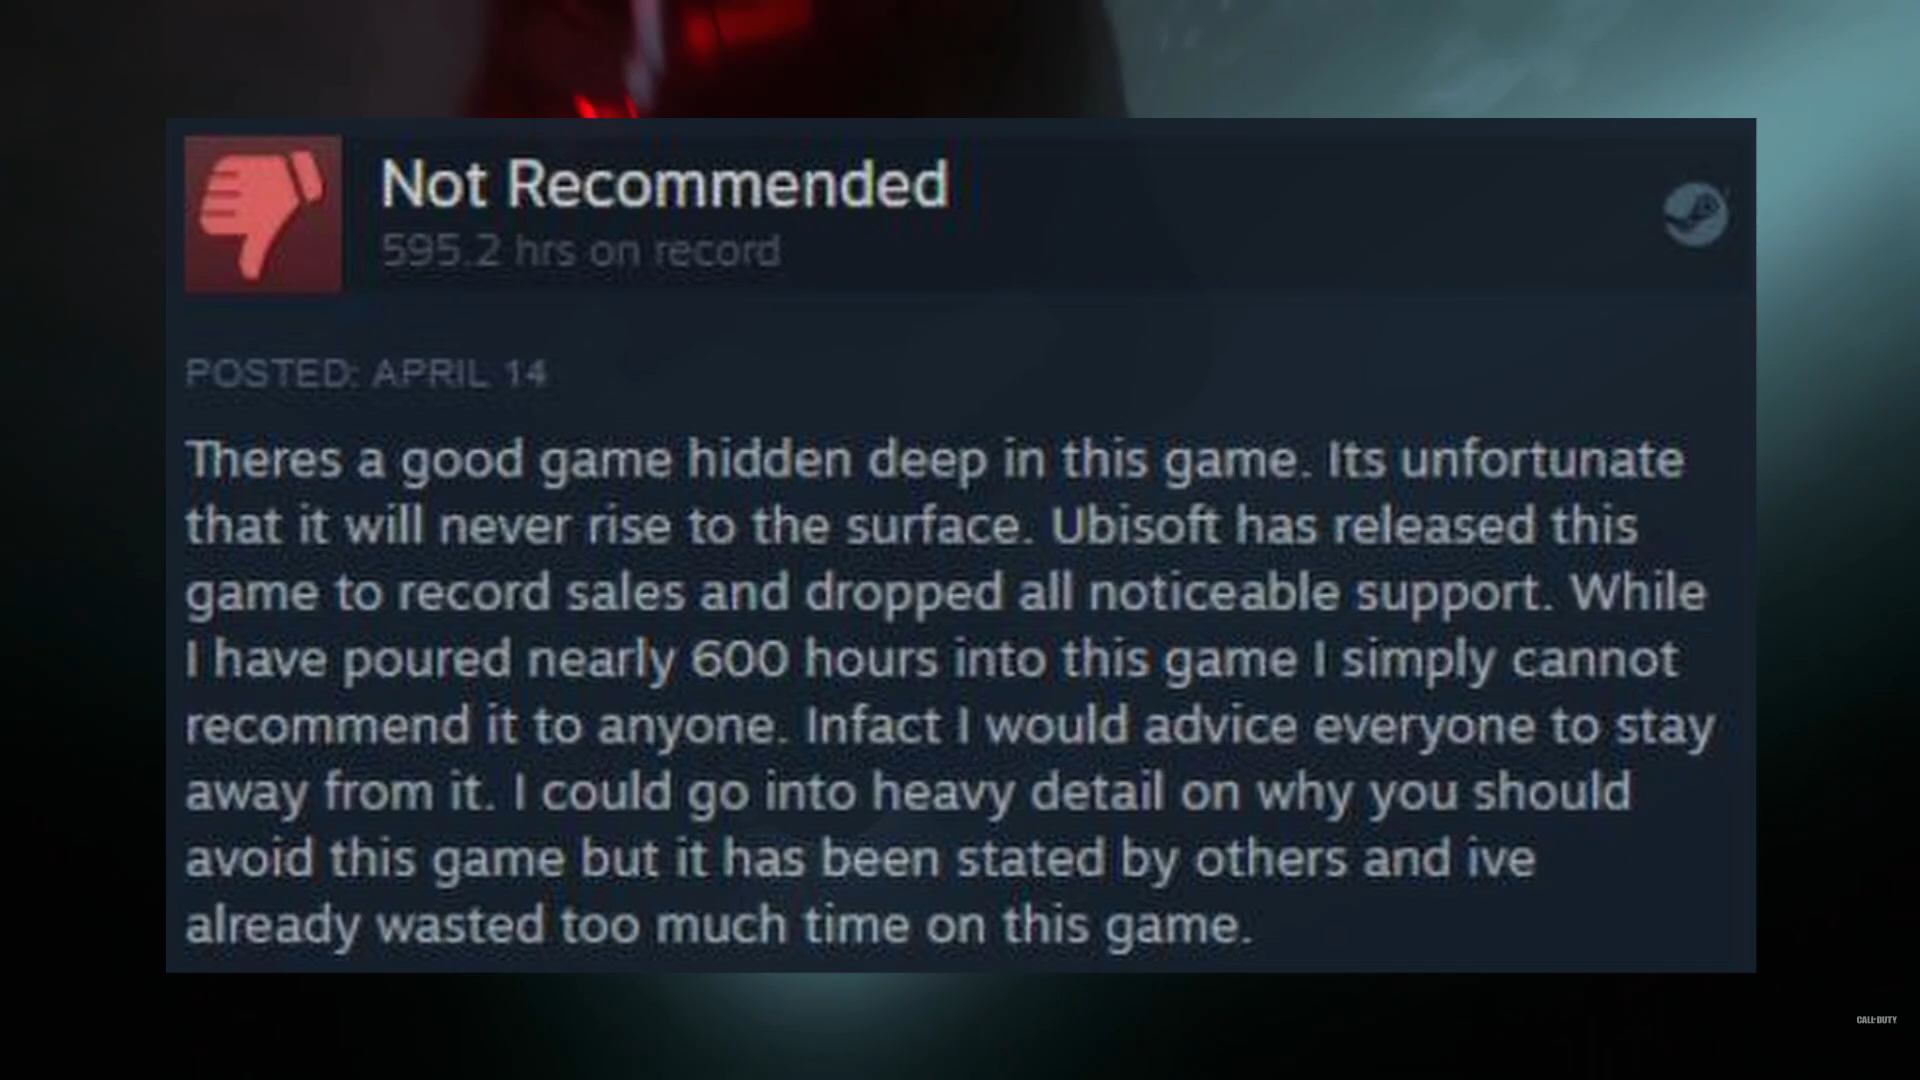 Not Recommended
595.2 hrs on record
POSTED: APRIL 14
Theres a good game hidden deep in this game. Its unfortunate
that it will never rise to the surface. Ubisoft has released this
game to record sales and dropped all noticeable support. While
I have poured nearly 600 hours into this game I simply cannot
recommend it to anyone. Infact I would advice everyone to stay
away from it. I could go into heavy detail on why you should
avoid this game but it has been stated by others and ive
already wasted too much time on this game.
CALL·DUTY